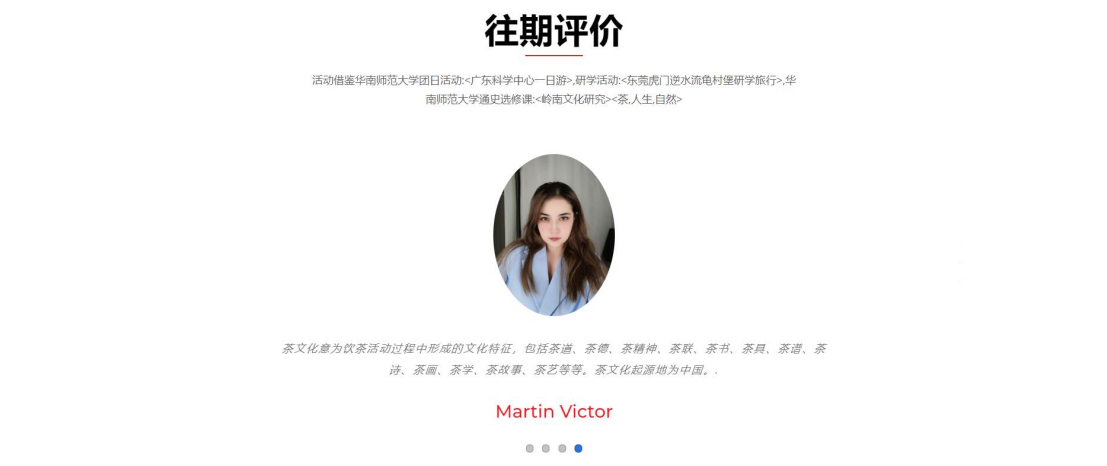 往期评价
活动借鉴华南师范大学团日活动:<广东科学中心一日游>,研学活动:<东莞虎门逆水流龟村堡研学旅行>,华
南师范大学通史选修课:<岭南文化研究><茶,人生,自然>
茶文化意为饮茶活动过程中形成的文化特征，包括茶道、茶德、茶精神、茶联、茶书、茶具、茶谱、茶
诗、茶画、茶学、茶故事、茶艺等等。茶文化起源地为中国。.
Martin Victor